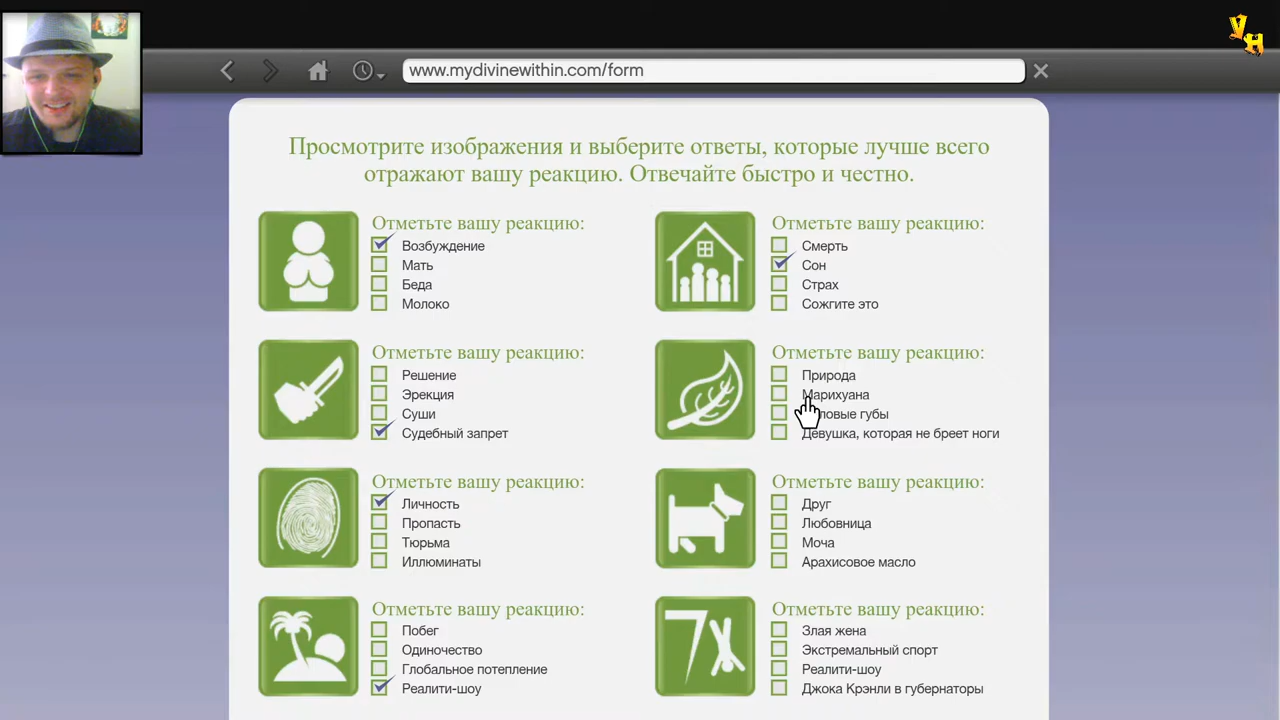 VH
www.mydivinewithin.com/form
Просмотрите изображения и выберите ответы, которые лучше всего
отражают вашу реакцию. Отвечайте быстро и честно.
Отметьте вашу реакцию:
Возбуждение
Мать
Беда
Молоко
Отметьте вашу реакцию:
Смерть
Сон
Страх
Сожгите это
Отметьте вашу реакцию:
Решение
Эрекция
Суши
Судебный запрет
Отметьте вашу реакцию:
Природа
Марихуана
губы
Девушка, которая не бреет ноги
Отметьте вашу реакцию:
Личность
Пропасть
Тюрьма
Иллюминаты
Отметьте вашу реакцию:
Друг
Любовница
Моча
Арахисовое масло
Отметьте вашу реакцию:
Побег
Одиночество
Глобальное потепление
Реалити-шоу
Отметьте вашу реакцию:
Злая жена
Экстремальный спорт
Реалити-шоу
Джока Крэнли в губернаторы